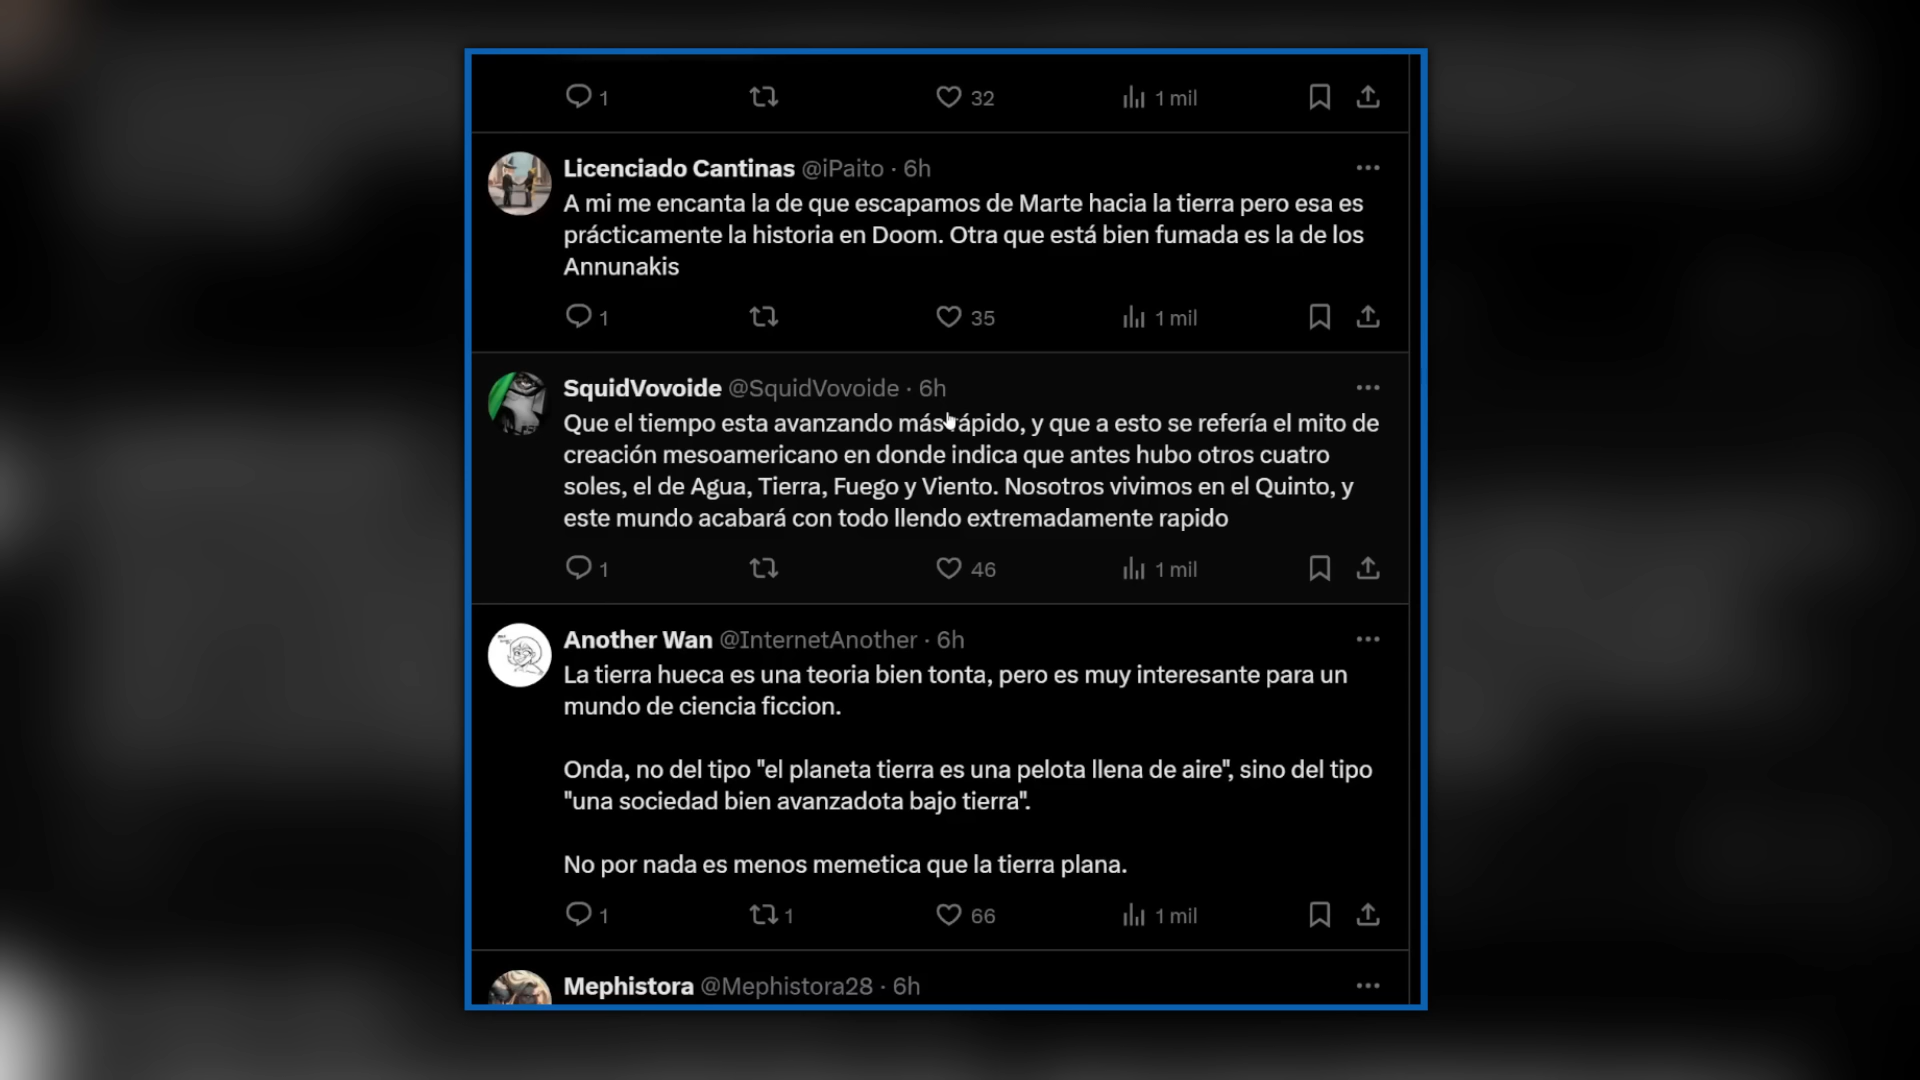 1 32 1 mil
Licenciado Cantinas @iPaito · 6h
A mi me encanta la de que escapamos de Marte hacia la tierra pero esa es
prácticamente la historia en Doom. Otra que está bien fumada es la de los
Annunakis
1 35 1 mil
SquidVovoide @SquidVovoide · 6h
Que el tiempo esta avanzando más rápido, y que a esto se refería el mito de
creación mesoamericano en donde indica que antes hubo otros cuatro
soles, el de Agua, Tierra, Fuego y Viento. Nosotros vivimos en el Quinto, y
este mundo acabará con todo llendo extremadamente rapido
1 46 1 mil
Another Wan @InternetAnother · 6h
La tierra hueca es una teoria bien tonta, pero es muy interesante para un
mundo de ciencia ficcion.
Onda, no del tipo "el planeta tierra es una pelota llena de aire", sino del tipo
"una sociedad bien avanzadota bajo tierra".
No por nada es menos memetica que la tierra plana.
1 1 66 1 mil
Mephistora @Mephistora28 · 6h